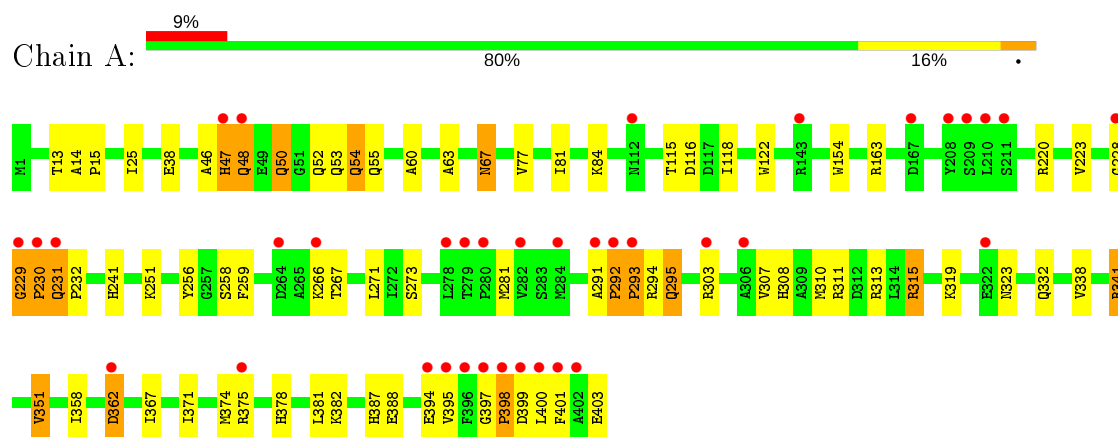 9%
Chain A:
80% 16% •
M1 T13 A14 P15 I25 E38 A46 H47 Q48 E49 Q50 G51 Q52 Q53 Q54 Q55 A60 A63 N67 V77 I81 K84 N112 T115 D116 D117 I118 W122 R143 W154 R163 D167 Y208 S209 L210 S211 R220 V223 G228
G229 P230 Q231 P232 H241 K251 Y256 G257 S258 F259 D264 A265 K266 T267 L271 I272 S273 L278 T279 P280 M281 V282 S283 M284 A291 P292 P293 R294 Q295 R303 A306 V307 H308 A309 M310 R311 D312 R313 L314 R315 K319 E322 N323 Q332 V338 R341
V351 I358 D362 I367 I371 M374 R375 H378 L381 K382 H387 E388 E394 V395 F396 G397 P398 D399 L400 F401 A402 E403